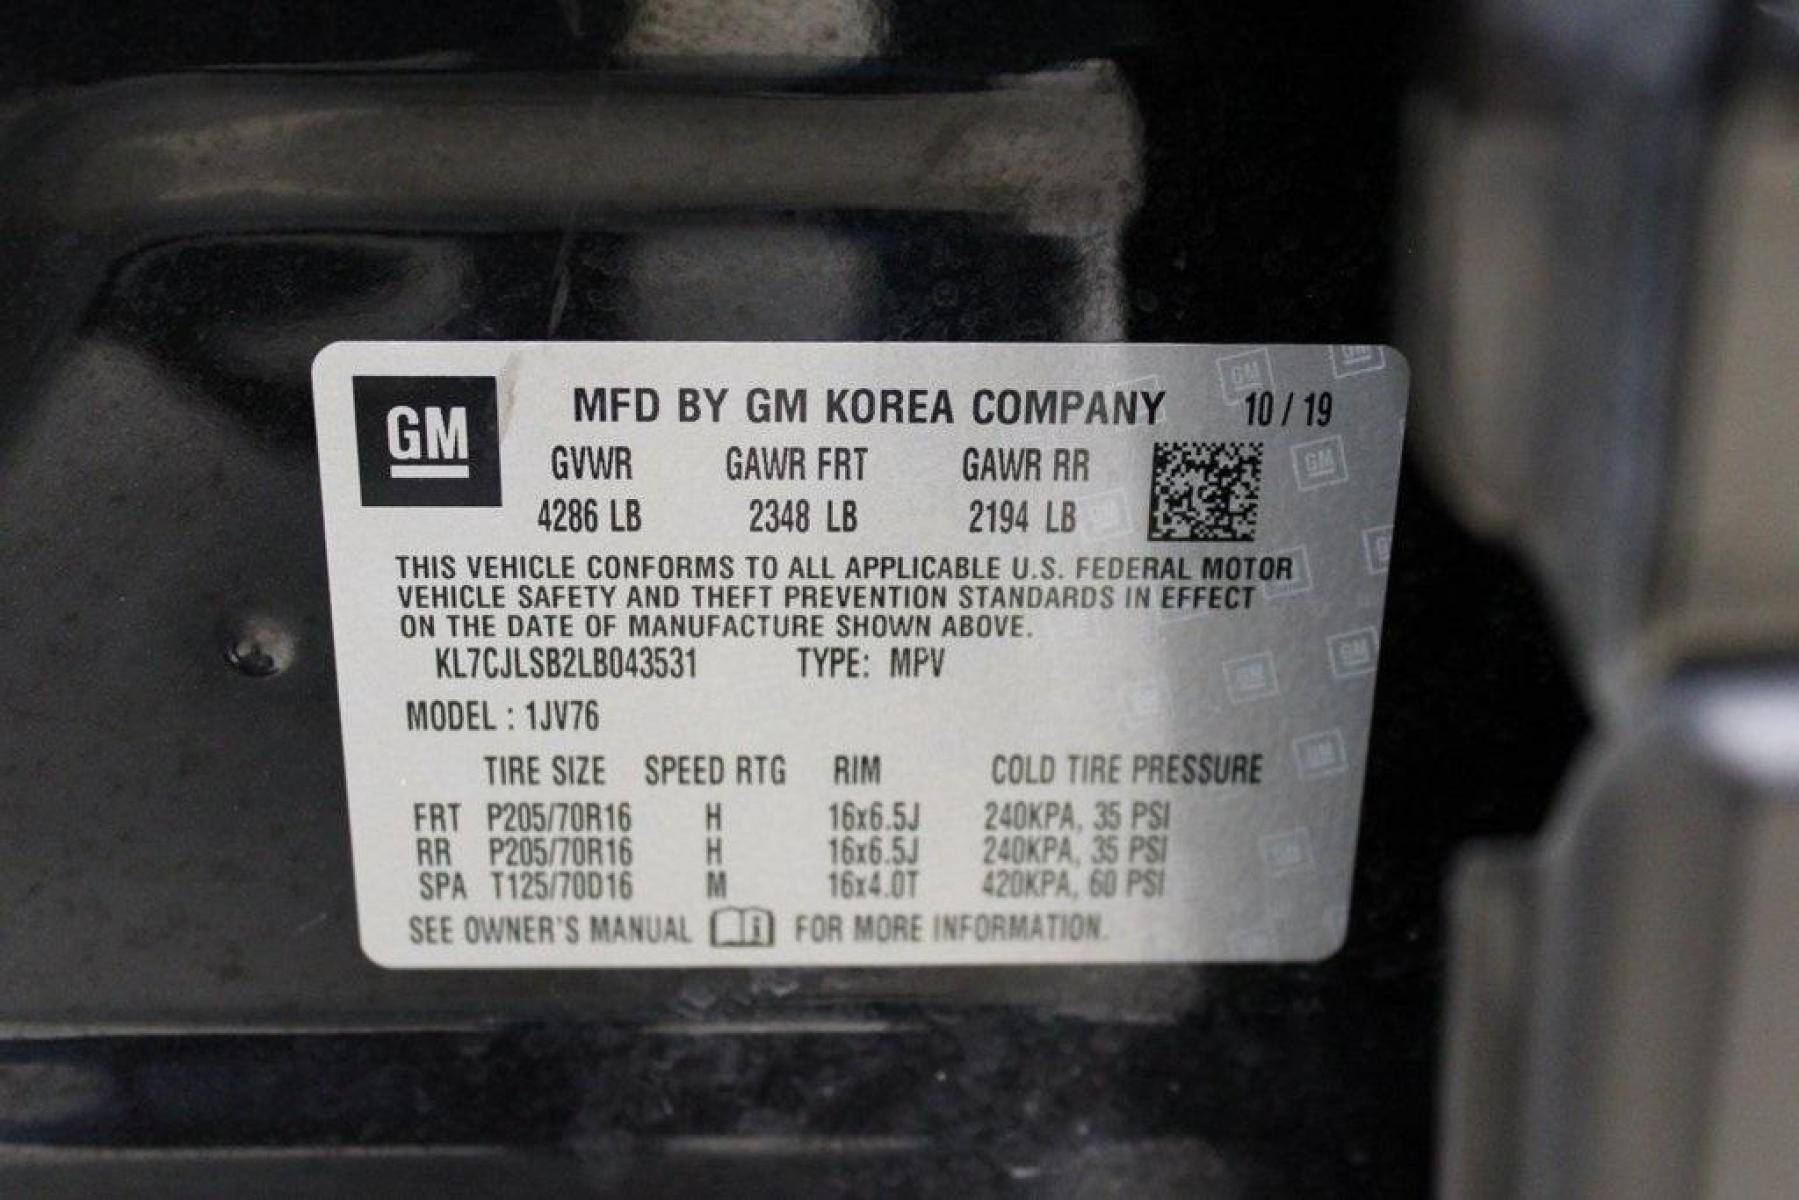 GM
MFD BY GM KOREA COMPANY 10 / 19
GVWR GAWR FRT GAWR RR
4286 LB 2348 LB 2194 LB
THIS VEHICLE CONFORMS TO ALL APPLICABLE U.S. FEDERAL MOTOR
VEHICLE SAFETY AND THEFT PREVENTION STANDARDS IN EFFECT
ON THE DATE OF MANUFACTURE SHOWN ABOVE.
KL7CJLSB2LB043531 TYPE: MPV
MODEL : 1JV76
TIRE SIZE SPEED RTG RIM COLD TIRE PRESSURE
FRT P205/70R16 H 16x6.5J 240KPA, 35 PSI
RR P205/70R16 H 16x6.5J 240KPA, 35 PSI
SPA T125/70D16 M 16x4.0T 420KPA, 60 PSI
SEE OWNER'S MANUAL i FOR MORE INFORMATION.